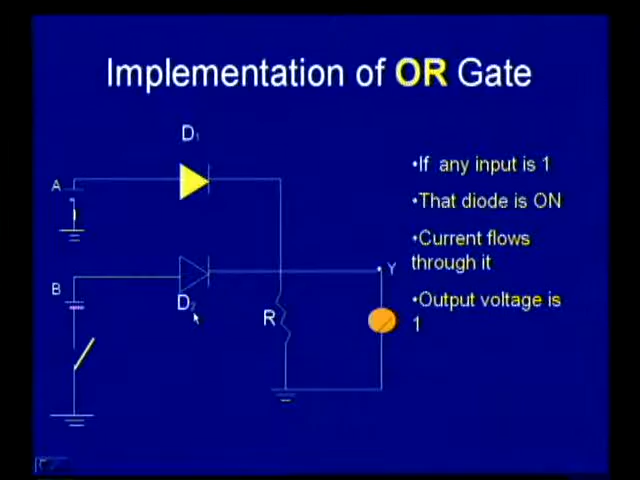 Implementation of OR Gate
D1
A
B
D2
R
Y
•If any input is 1
•That diode is ON
•Current flows
through it
•Output voltage is
1